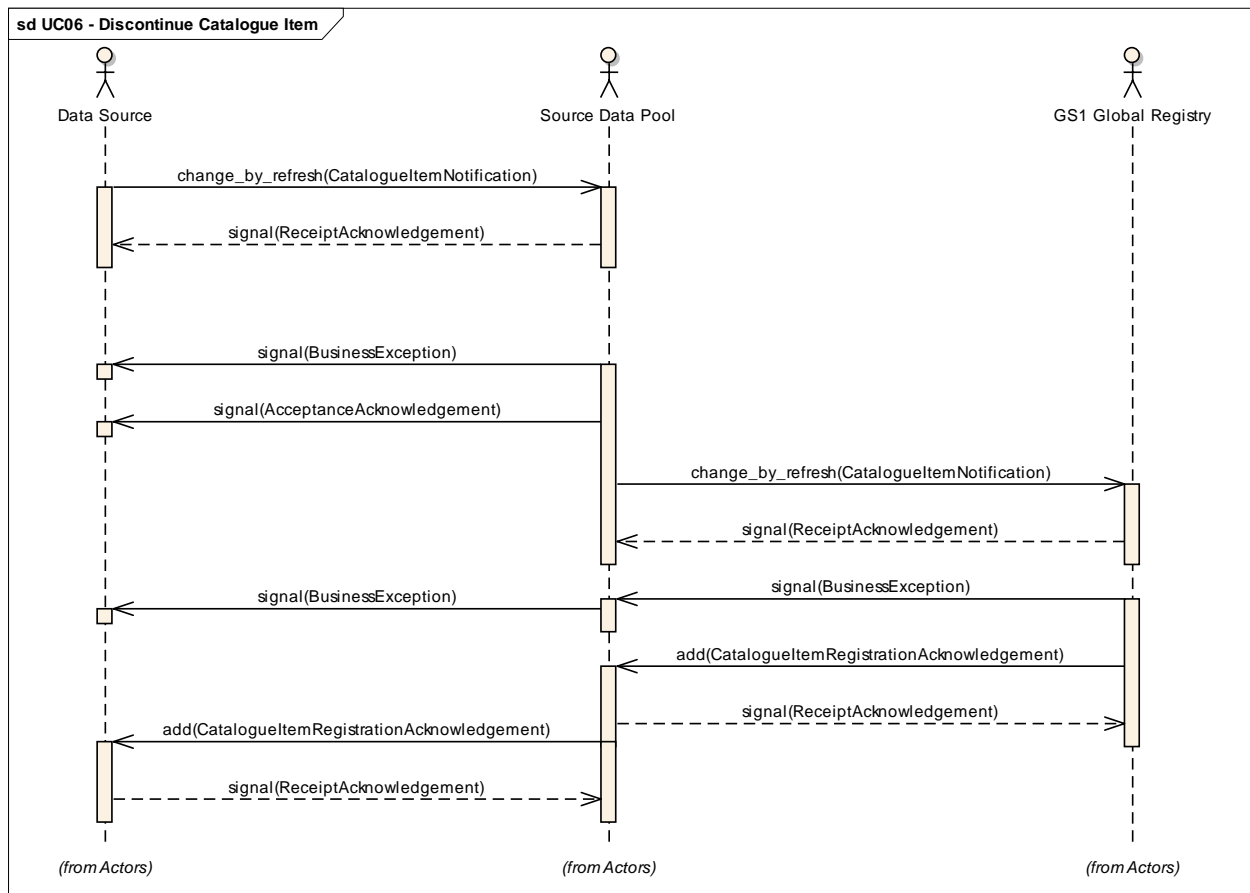 sd UC06 - Discontinue Catalogue Item
Data Source
Source Data Pool
GS1 Global Registry
change_by_refresh(CatalogueItemNotification)
signal(ReceiptAcknowledgement)
signal(BusinessException)
signal(AcceptanceAcknowledgement)
change_by_refresh(CatalogueItemNotification)
signal(ReceiptAcknowledgement)
signal(BusinessException)
signal(BusinessException)
add(CatalogueItemRegistrationAcknowledgement)
signal(ReceiptAcknowledgement)
add(CatalogueItemRegistrationAcknowledgement)
signal(ReceiptAcknowledgement)
(from Actors)
(from Actors)
(from Actors)